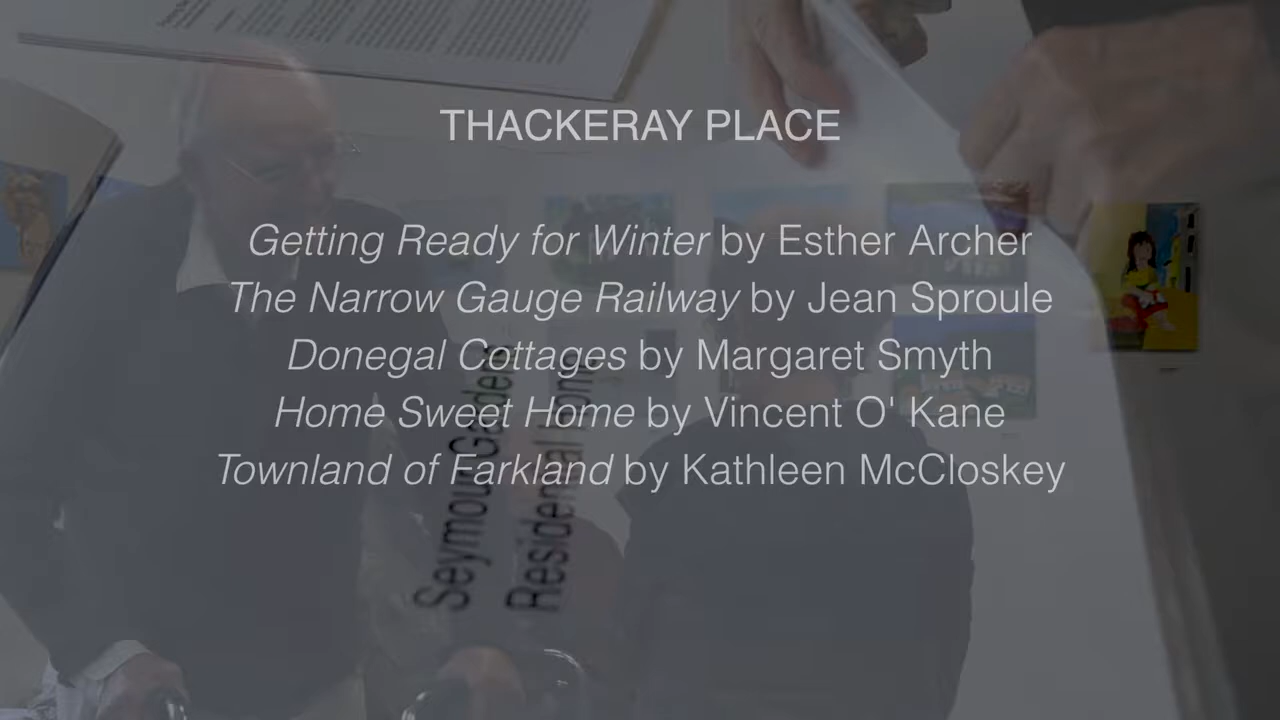 THACKERAY PLACE
Getting Ready for Winter by Esther Archer
The Narrow Gauge Railway by Jean Sproule
Donegal Cottages by Margaret Smyth
Home Sweet Home by Vincent O' Kane
Townland of Farkland by Kathleen McCloskey
Seymour Gardens
Residential Home